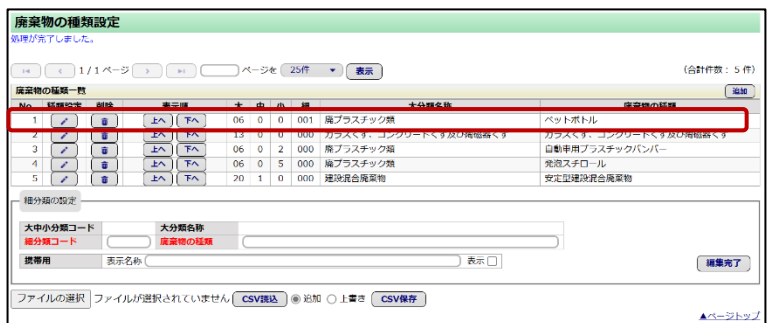 廃棄物の種類設定
処理が完了しました。
1 / 1 ページ ページを 25件 表示 (合計件数: 5 件)
廃棄物の種類一覧 追加
No 種類設定 削除 表示順 大 中 小 細 大分類名称 廃棄物の種類
1 上へ 下へ 06 0 0 001 廃プラスチック類 ペットボトル
2 上へ 下へ 13 0 0 000 ガラスくず、コンクリートくず及び陶磁器くず ガラスくず、コンクリートくず及び陶磁器くず
3 上へ 下へ 06 0 2 000 廃プラスチック類 自動車用プラスチックバンパー
4 上へ 下へ 06 0 5 000 廃プラスチック類 発泡スチロール
5 上へ 下へ 20 1 0 000 建設混合廃棄物 安定型建設混合廃棄物
細分類の設定
大中小分類コード 大分類名称
細分類コード 廃棄物の種類
携帯用 表示名称 表示 編集完了
ファイルの選択 ファイルが選択されていません CSV読込 追加 上書き CSV保存
▲ページトップ